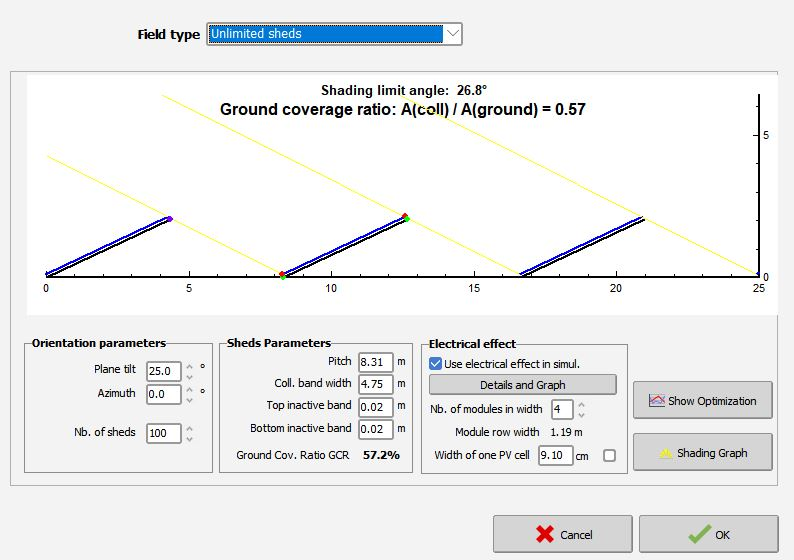 Field type Unlimited sheds
Shading limit angle: 26.8°
Ground coverage ratio: A(coll) / A(ground) = 0.57
5
0
0 5 10 15 20 25
Orientation parameters
Plane tilt 25.0 °
Azimuth 0.0 °
Nb. of sheds 100
Sheds Parameters
Pitch 8.31 m
Coll. band width 4.75 m
Top inactive band 0.02 m
Bottom inactive band 0.02 m
Ground Cov. Ratio GCR 57.2%
Electrical effect
Use electrical effect in simul.
Details and Graph
Nb. of modules in width 4
Module row width 1.19 m
Width of one PV cell 9.10 cm
Show Optimization
Shading Graph
Cancel OK